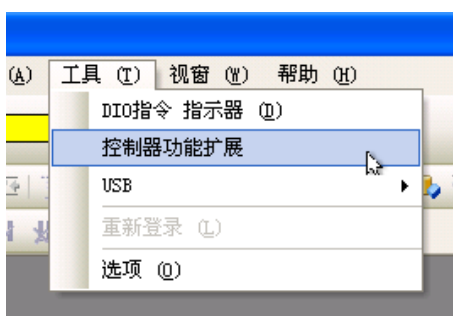 (A) 工具 (T) 视窗 (W) 帮助 (H)
DIO指令 指示器 (D)
控制器功能扩展
USB
重新登录 (L)
选项 (O)